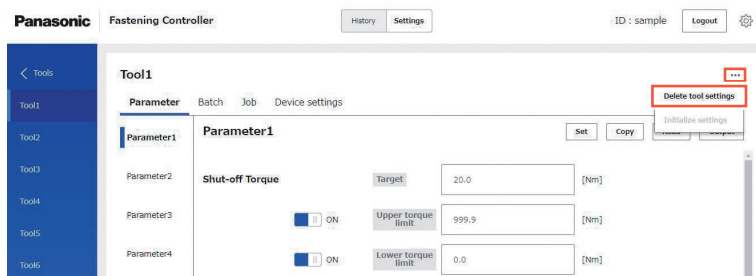 Panasonic Fastening Controller History Settings ID : sample Logout
< Tools
Tool1
Tool2
Tool3
Tool4
Tool5
Tool6
Tool1
...
Delete tool settings
Initialize settings
Parameter Batch Job Device settings
Parameter1
Parameter2
Parameter3
Parameter4
Parameter1 Set Copy
Shut-off Torque Target 20.0 [Nm]
ON Upper torque limit 999.9 [Nm]
ON Lower torque limit 0.0 [Nm]